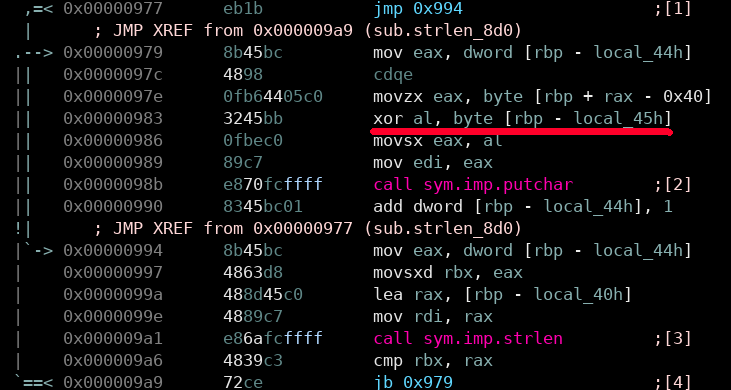 ,=< 0x00000977 eb1b jmp 0x994 ;[1]
| ; JMP XREF from 0x000009a9 (sub.strlen_8d0)
.--> 0x00000979 8b45bc mov eax, dword [rbp - local_44h]
|| 0x0000097c 4898 cdqe
|| 0x0000097e 0fb64405c0 movzx eax, byte [rbp + rax - 0x40]
|| 0x00000983 3245bb xor al, byte [rbp - local_45h]
|| 0x00000986 0fbec0 movsx eax, al
|| 0x00000989 89c7 mov edi, eax
|| 0x0000098b e870fcffff call sym.imp.putchar ;[2]
|| 0x00000990 8345bc01 add dword [rbp - local_44h], 1
!| ; JMP XREF from 0x00000977 (sub.strlen_8d0)
|`-> 0x00000994 8b45bc mov eax, dword [rbp - local_44h]
| 0x00000997 4863d8 movsxd rbx, eax
| 0x0000099a 488d45c0 lea rax, [rbp - local_40h]
| 0x0000099e 4889c7 mov rdi, rax
| 0x000009a1 e86afcffff call sym.imp.strlen ;[3]
| 0x000009a6 4839c3 cmp rbx, rax
`==< 0x000009a9 72ce jb 0x979 ;[4]